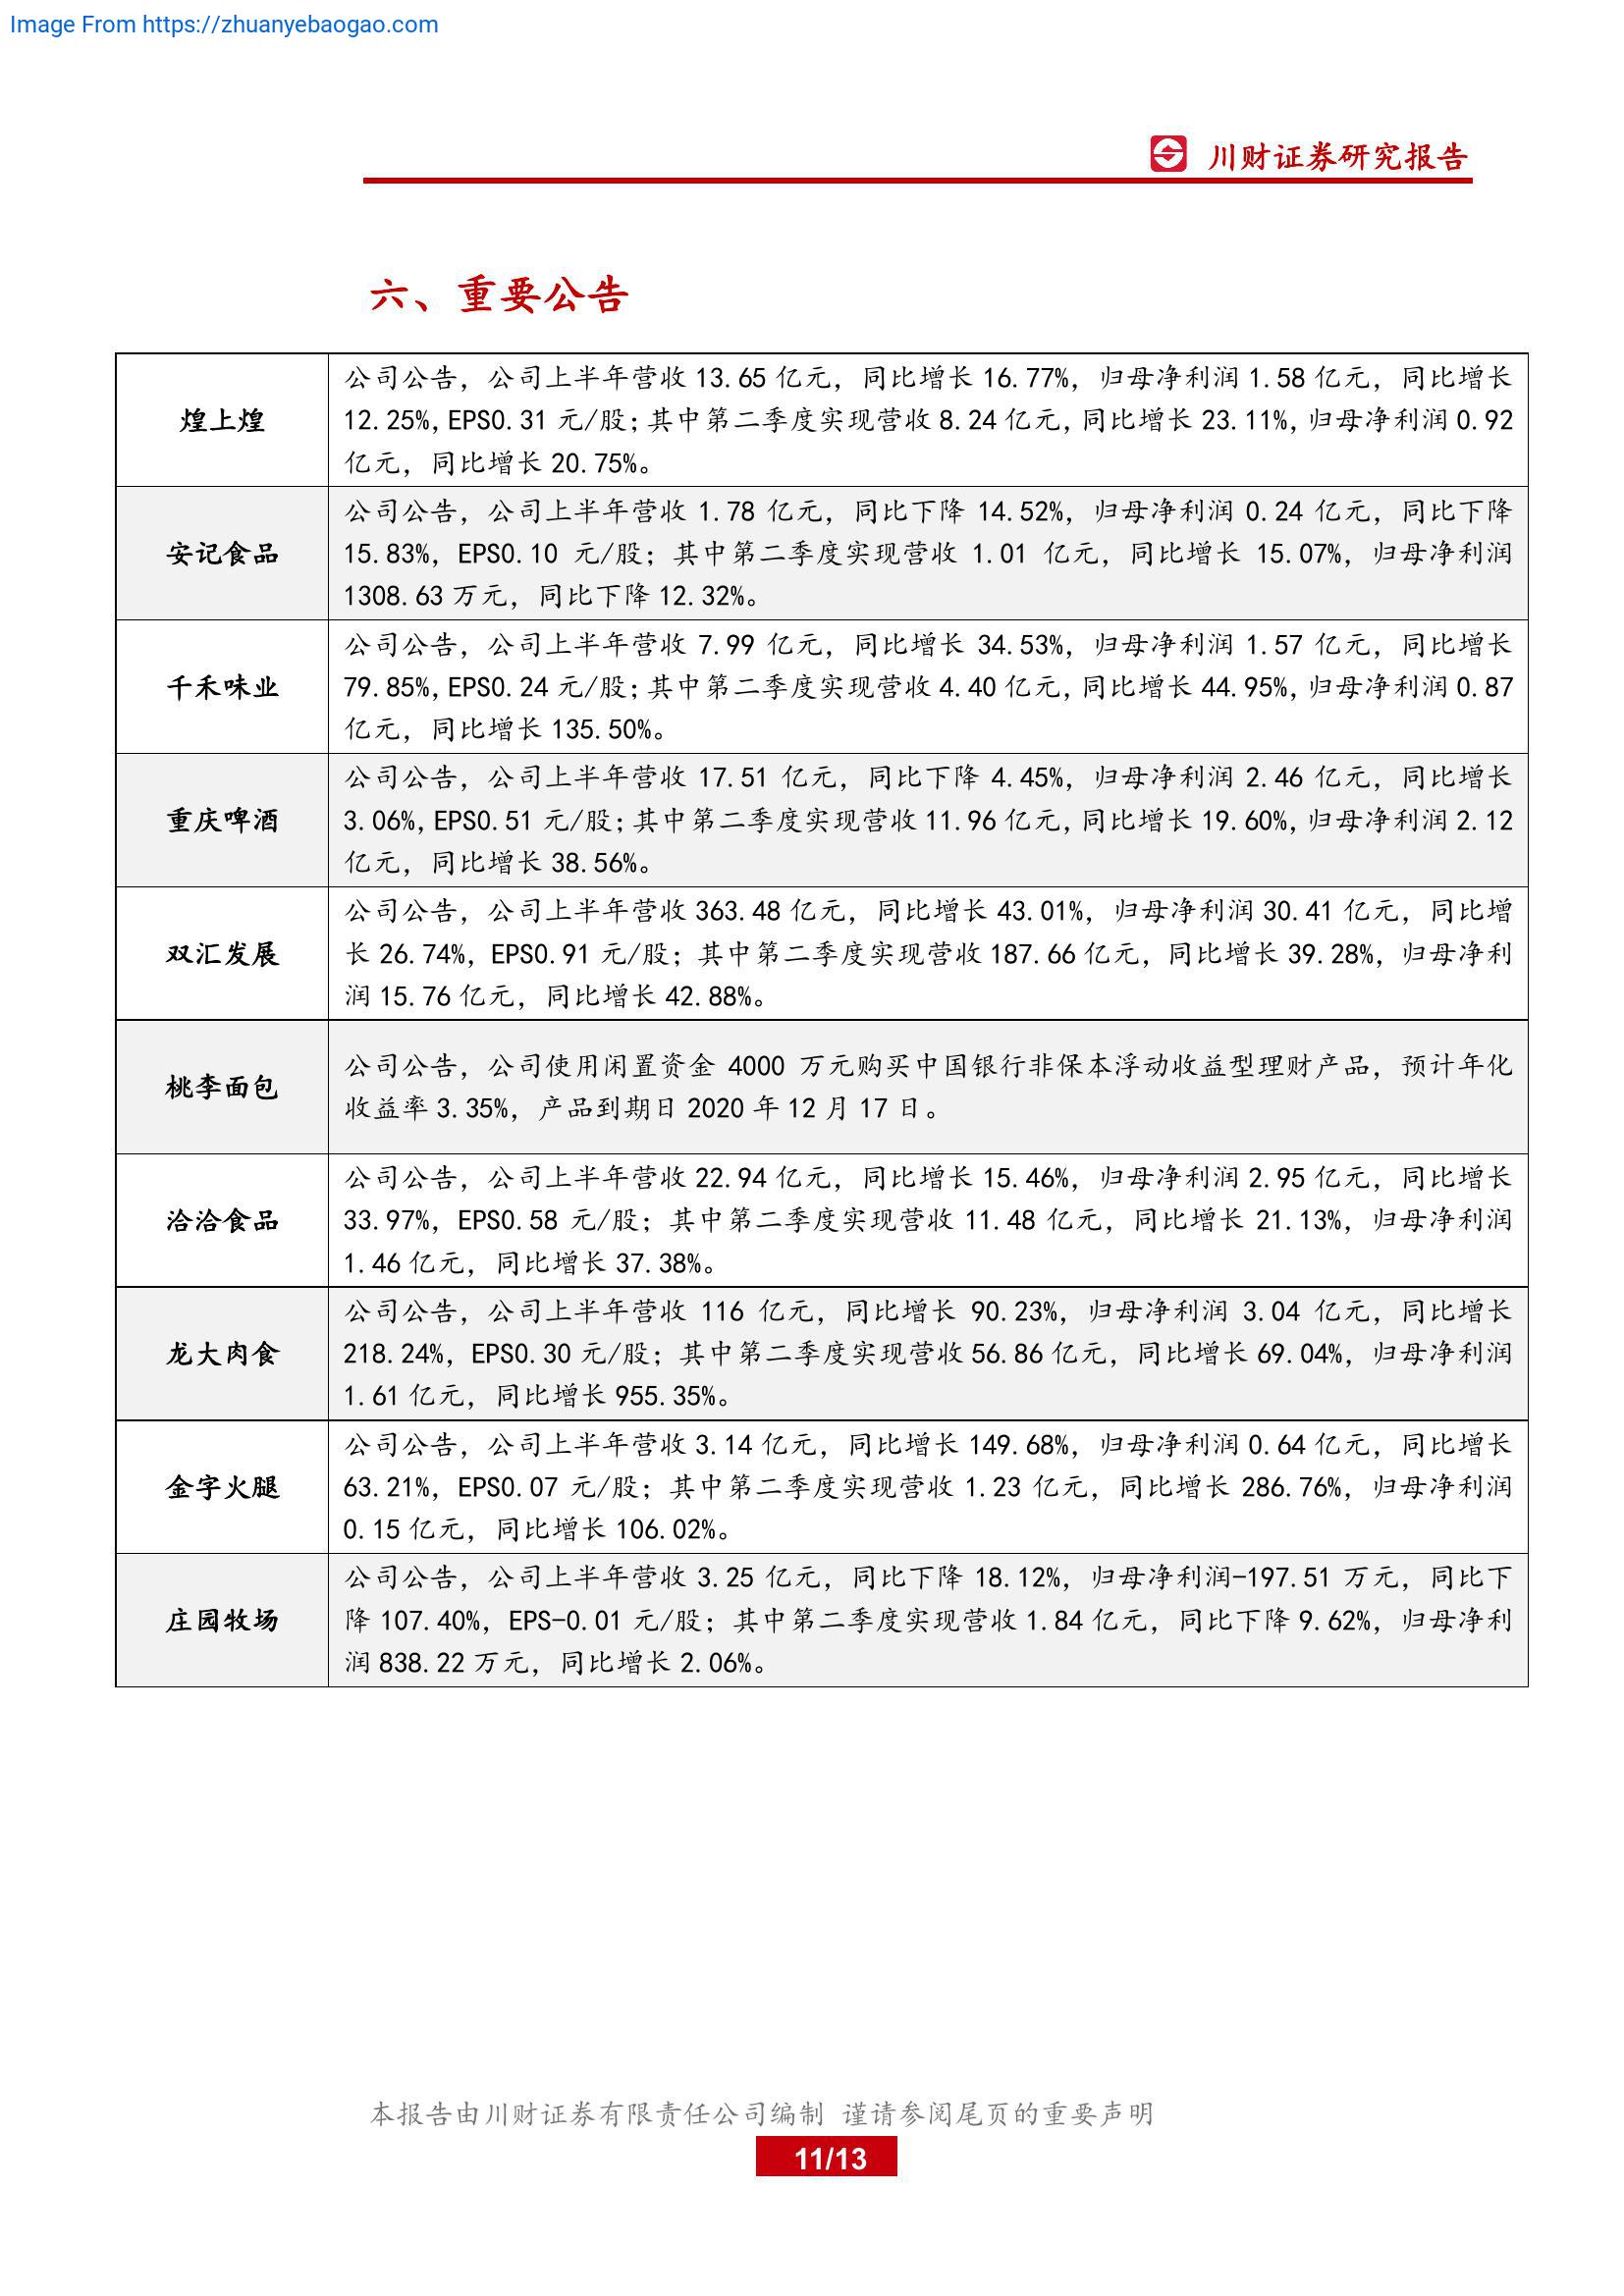 Image From https://zhuanyebaogao.com
川财证券研究报告
六、重要公告
煌上煌
公司公告，公司上半年营收 13.65 亿元，同比增长 16.77%，归母净利润 1.58 亿元，同比增长
12.25%，EPS0.31 元/股；其中第二季度实现营收 8.24 亿元，同比增长 23.11%，归母净利润 0.92
亿元，同比增长 20.75%。
安记食品
公司公告，公司上半年营收 1.78 亿元，同比下降 14.52%，归母净利润 0.24 亿元，同比下降
15.83%，EPS0.10 元/股；其中第二季度实现营收 1.01 亿元，同比增长 15.07%，归母净利润
1308.63 万元，同比下降 12.32%。
千禾味业
公司公告，公司上半年营收 7.99 亿元，同比增长 34.53%，归母净利润 1.57 亿元，同比增长
79.85%，EPS0.24 元/股；其中第二季度实现营收 4.40 亿元，同比增长 44.95%，归母净利润 0.87
亿元，同比增长 135.50%。
重庆啤酒
公司公告，公司上半年营收 17.51 亿元，同比下降 4.45%，归母净利润 2.46 亿元，同比增长
3.06%，EPS0.51 元/股；其中第二季度实现营收 11.96 亿元，同比增长 19.60%，归母净利润 2.12
亿元，同比增长 38.56%。
双汇发展
公司公告，公司上半年营收 363.48 亿元，同比增长 43.01%，归母净利润 30.41 亿元，同比增
长 26.74%，EPS0.91 元/股；其中第二季度实现营收 187.66 亿元，同比增长 39.28%，归母净利
润 15.76 亿元，同比增长 42.88%。
桃李面包
公司公告，公司使用闲置资金 4000 万元购买中国银行非保本浮动收益型理财产品，预计年化
收益率 3.35%，产品到期日 2020 年 12 月 17 日。
洽洽食品
公司公告，公司上半年营收 22.94 亿元，同比增长 15.46%，归母净利润 2.95 亿元，同比增长
33.97%，EPS0.58 元/股；其中第二季度实现营收 11.48 亿元，同比增长 21.13%，归母净利润
1.46 亿元，同比增长 37.38%。
龙大肉食
公司公告，公司上半年营收 116 亿元，同比增长 90.23%，归母净利润 3.04 亿元，同比增长
218.24%，EPS0.30 元/股；其中第二季度实现营收 56.86 亿元，同比增长 69.04%，归母净利润
1.61 亿元，同比增长 955.35%。
金字火腿
公司公告，公司上半年营收 3.14 亿元，同比增长 149.68%，归母净利润 0.64 亿元，同比增长
63.21%，EPS0.07 元/股；其中第二季度实现营收 1.23 亿元，同比增长 286.76%，归母净利润
0.15 亿元，同比增长 106.02%。
庄园牧场
公司公告，公司上半年营收 3.25 亿元，同比下降 18.12%，归母净利润-197.51 万元，同比下
降 107.40%，EPS-0.01 元/股；其中第二季度实现营收 1.84 亿元，同比下降 9.62%，归母净利
润 838.22 万元，同比增长 2.06%。
本报告由川财证券有限责任公司编制 谨请参阅尾页的重要声明
11/13